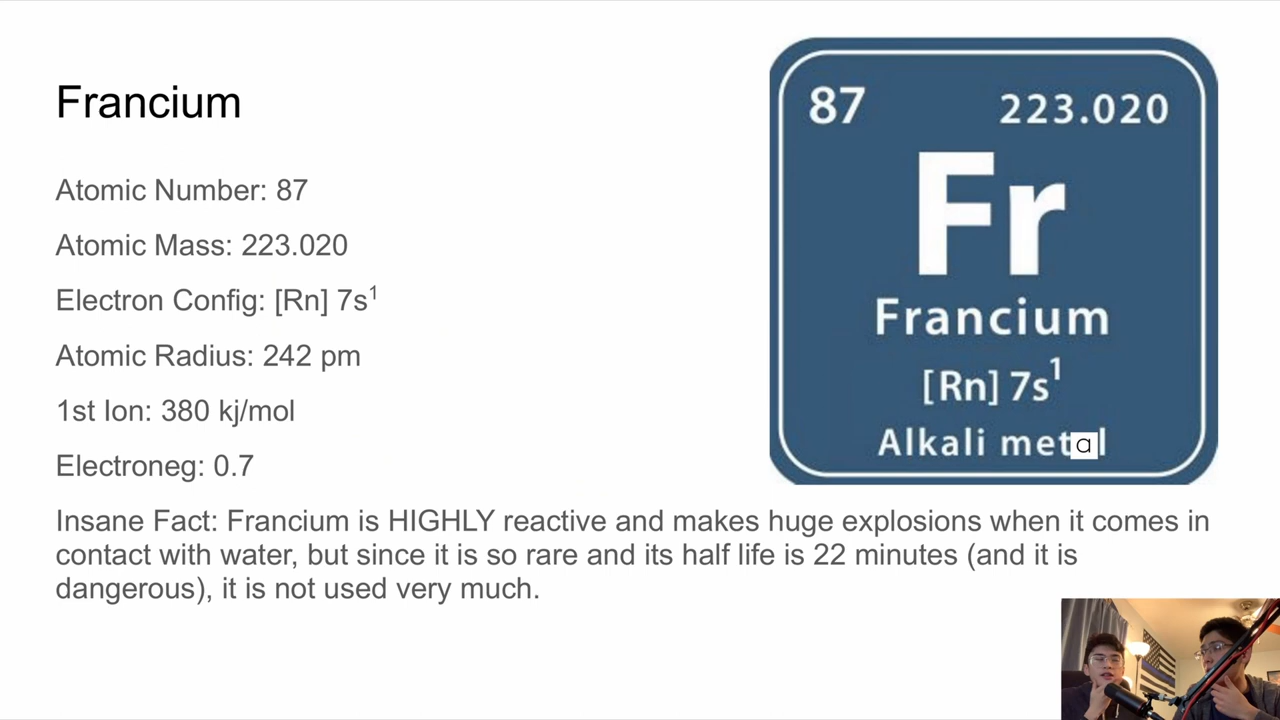 Francium
Atomic Number: 87
Atomic Mass: 223.020
Electron Config: [Rn] 7s¹
Atomic Radius: 242 pm
1st Ion: 380 kj/mol
Electroneg: 0.7
Insane Fact: Francium is HIGHLY reactive and makes huge explosions when it comes in
contact with water, but since it is so rare and its half life is 22 minutes (and it is
dangerous), it is not used very much.
87 223.020
Fr
Francium
[Rn] 7s¹
Alkali metal